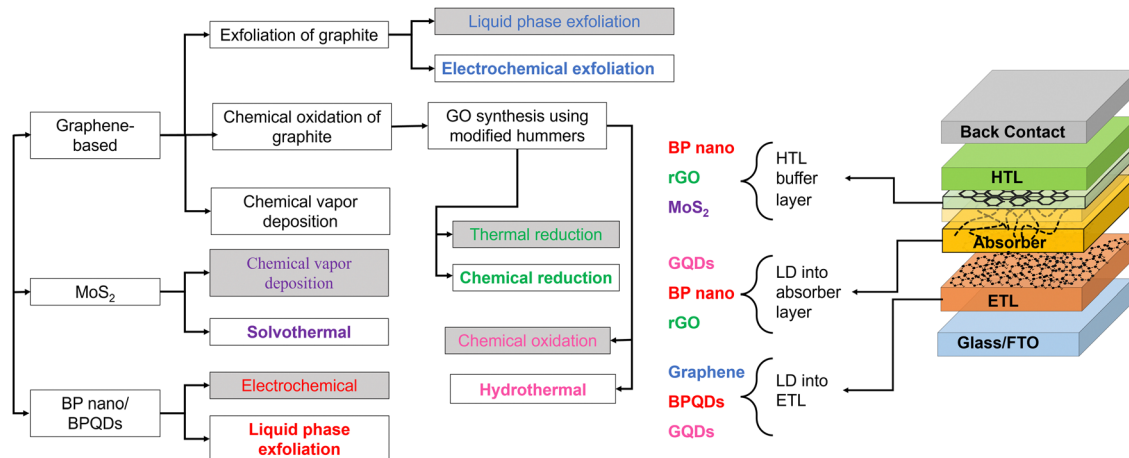 Graphene-
based
MoS₂
BP nano/
BPQDs
Exfoliation of graphite
Chemical oxidation of
graphite
Chemical vapor
deposition
Chemical vapor
deposition
Solvothermal
Electrochemical
Liquid phase
exfoliation
Liquid phase exfoliation
Electrochemical exfoliation
GO synthesis using
modified hummers
Thermal reduction
Chemical reduction
Chemical oxidation
Hydrothermal
BP nano
rGO
MoS₂
HTL
buffer
layer
GQDs
BP nano
rGO
LD into
absorber
layer
Graphene
BPQDs
GQDs
LD into
ETL
Back Contact
HTL
Absorber
ETL
Glass/FTO